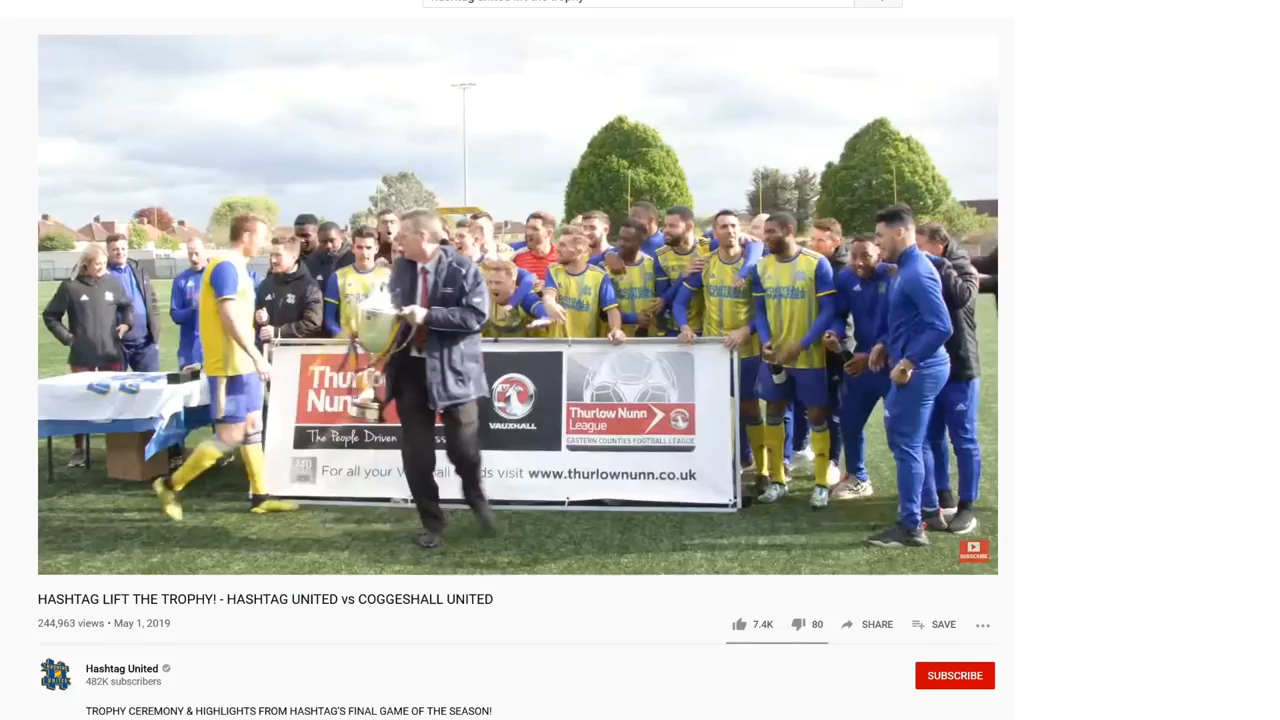 Thurlow Nunn
VAUXHALL
Thurlow Nunn
League
EASTERN COUNTIES FOOTBALL LEAGUE
The People Driven
For all your V
ds visit www.thurlownunn.co.uk
SUBSCRIBE
HASHTAG LIFT THE TROPHY! - HASHTAG UNITED vs COGGESHALL UNITED
244,963 views • May 1, 2019
7.4K
80
SHARE
SAVE
Hashtag United
482K subscribers
SUBSCRIBE
TROPHY CEREMONY & HIGHLIGHTS FROM HASHTAG'S FINAL GAME OF THE SEASON!